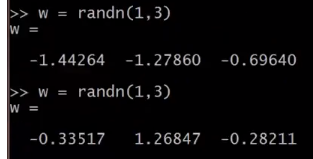 >> w = randn(1,3)
w =
-1.44264 -1.27860 -0.69640
>> w = randn(1,3)
w =
-0.33517 1.26847 -0.28211